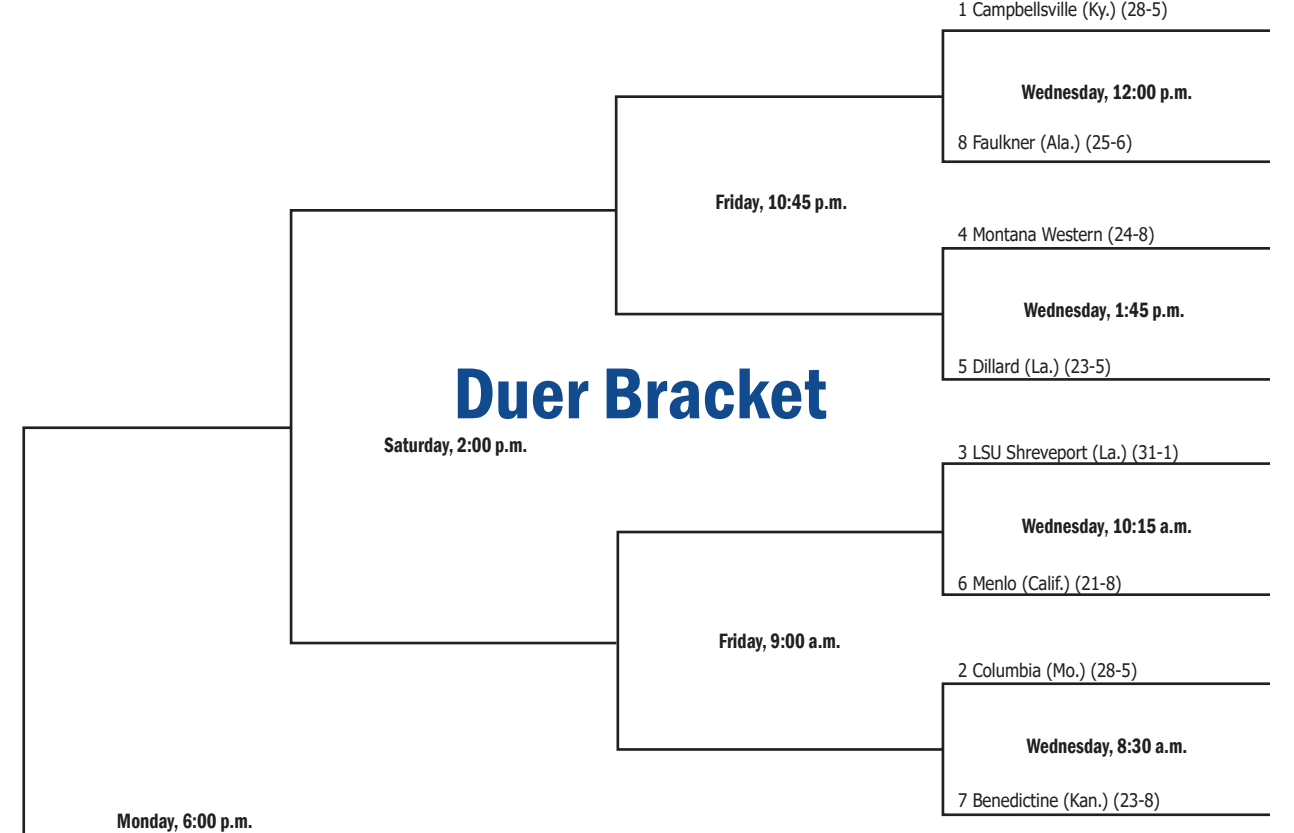 1 Campbellsville (Ky.) (28-5)
Wednesday, 12:00 p.m.
8 Faulkner (Ala.) (25-6)
Friday, 10:45 p.m.
4 Montana Western (24-8)
Wednesday, 1:45 p.m.
5 Dillard (La.) (23-5)
Duer Bracket
Saturday, 2:00 p.m.
3 LSU Shreveport (La.) (31-1)
Wednesday, 10:15 a.m.
6 Menlo (Calif.) (21-8)
Friday, 9:00 a.m.
2 Columbia (Mo.) (28-5)
Wednesday, 8:30 a.m.
7 Benedictine (Kan.) (23-8)
Monday, 6:00 p.m.